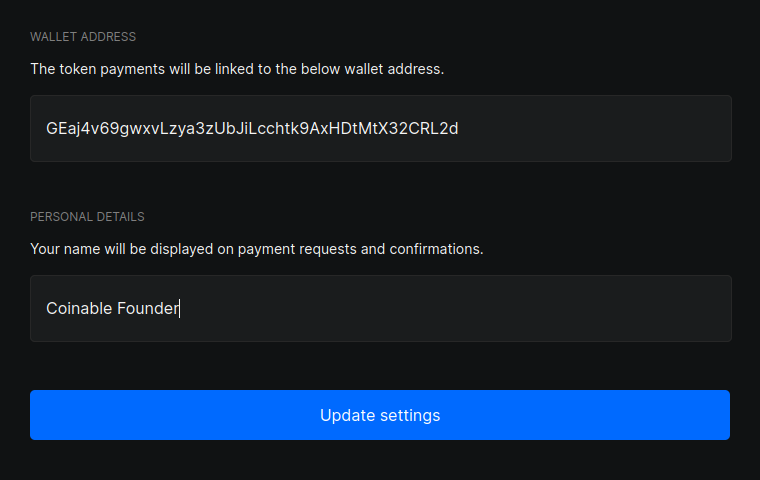 WALLET ADDRESS
The token payments will be linked to the below wallet address.
GEaj4v69gwxvLzya3zUbJiLcchtk9AxHDtMtX32CRL2d
PERSONAL DETAILS
Your name will be displayed on payment requests and confirmations.
Coinable Founder
Update settings